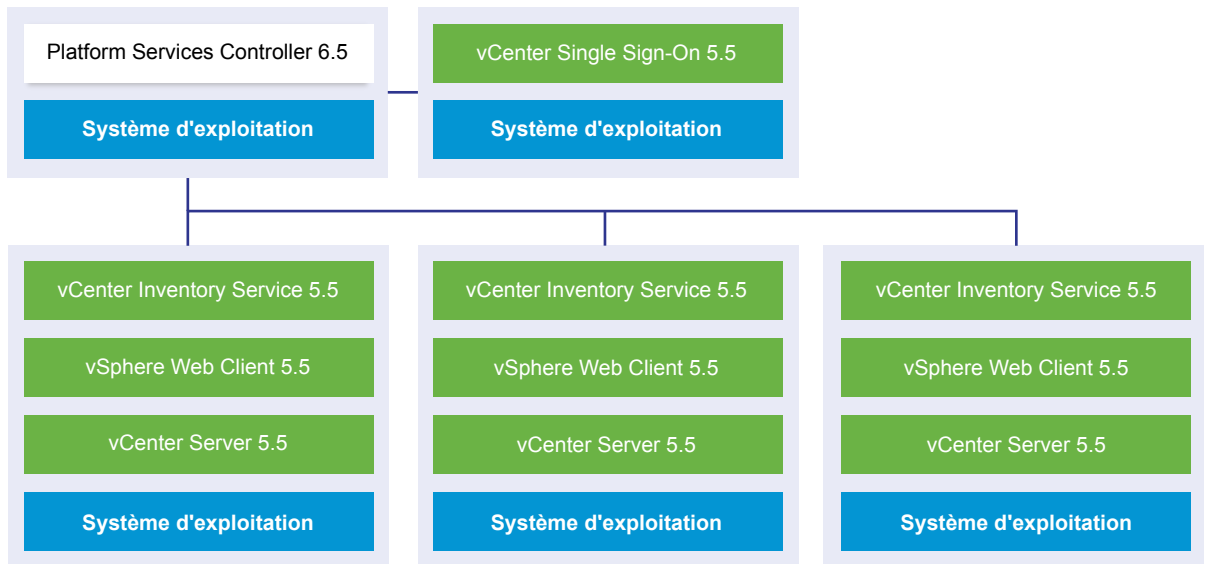 Platform Services Controller 6.5
Système d'exploitation
vCenter Single Sign-On 5.5
Système d'exploitation
vCenter Inventory Service 5.5
vSphere Web Client 5.5
vCenter Server 5.5
Système d'exploitation
vCenter Inventory Service 5.5
vSphere Web Client 5.5
vCenter Server 5.5
Système d'exploitation
vCenter Inventory Service 5.5
vSphere Web Client 5.5
vCenter Server 5.5
Système d'exploitation